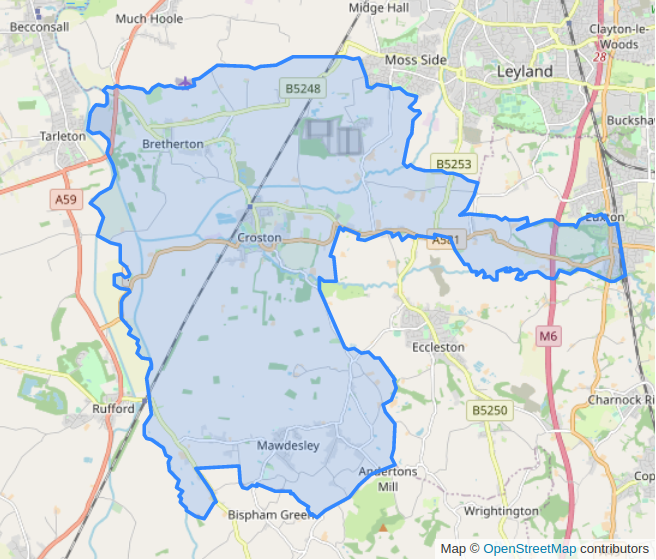 Midge Hall
Much Hoole
Becconsall
Clayton-le-
Woods
28
Moss Side
Leyland
B5248
Bucksha
Tarleton
Bretherton
B5253
A59
Euxton
Croston
A581
M6
Eccleston
Rufford
Charnock Ri
B5250
Mawdesley
Andertons
Mill
Cop
Bispham Green
Wrightington
Map © OpenStreetMap contributors